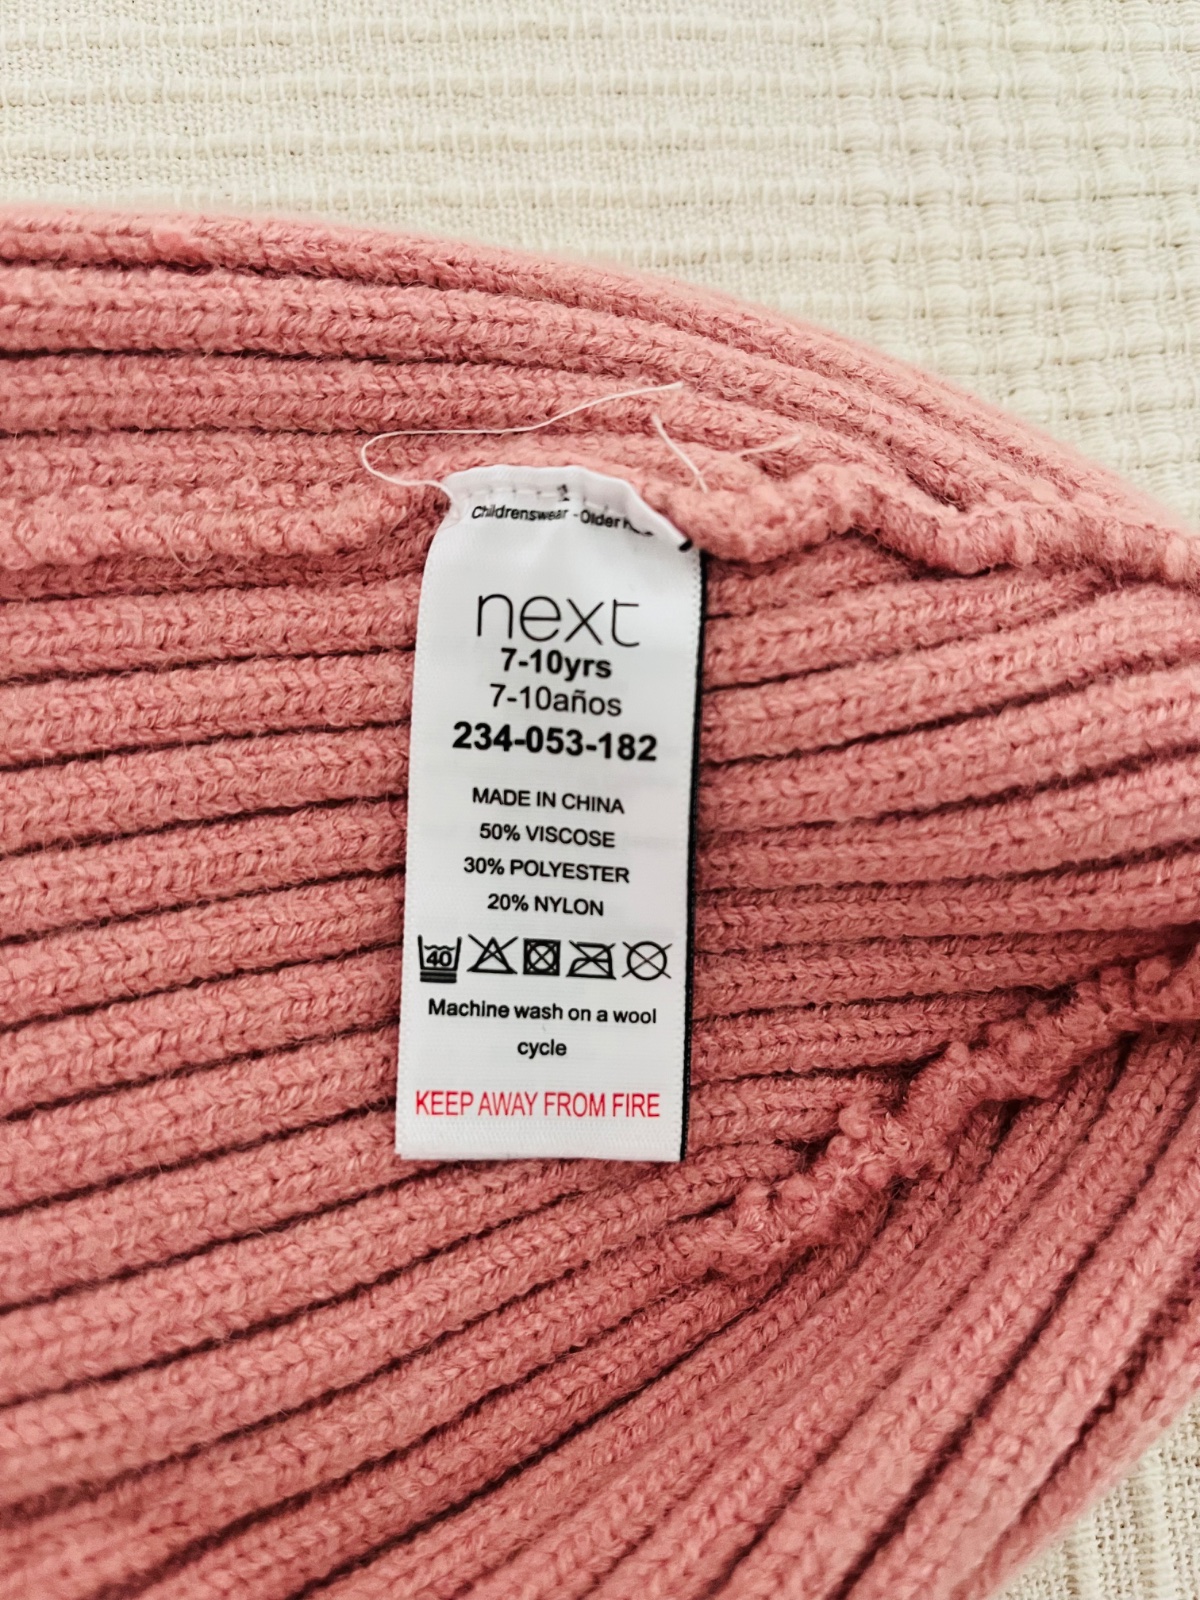 Childrenswear - Older
next
7-10yrs
7-10años
234-053-182
MADE IN CHINA
50% VISCOSE
30% POLYESTER
20% NYLON
40
Machine wash on a wool
cycle
KEEP AWAY FROM FIRE